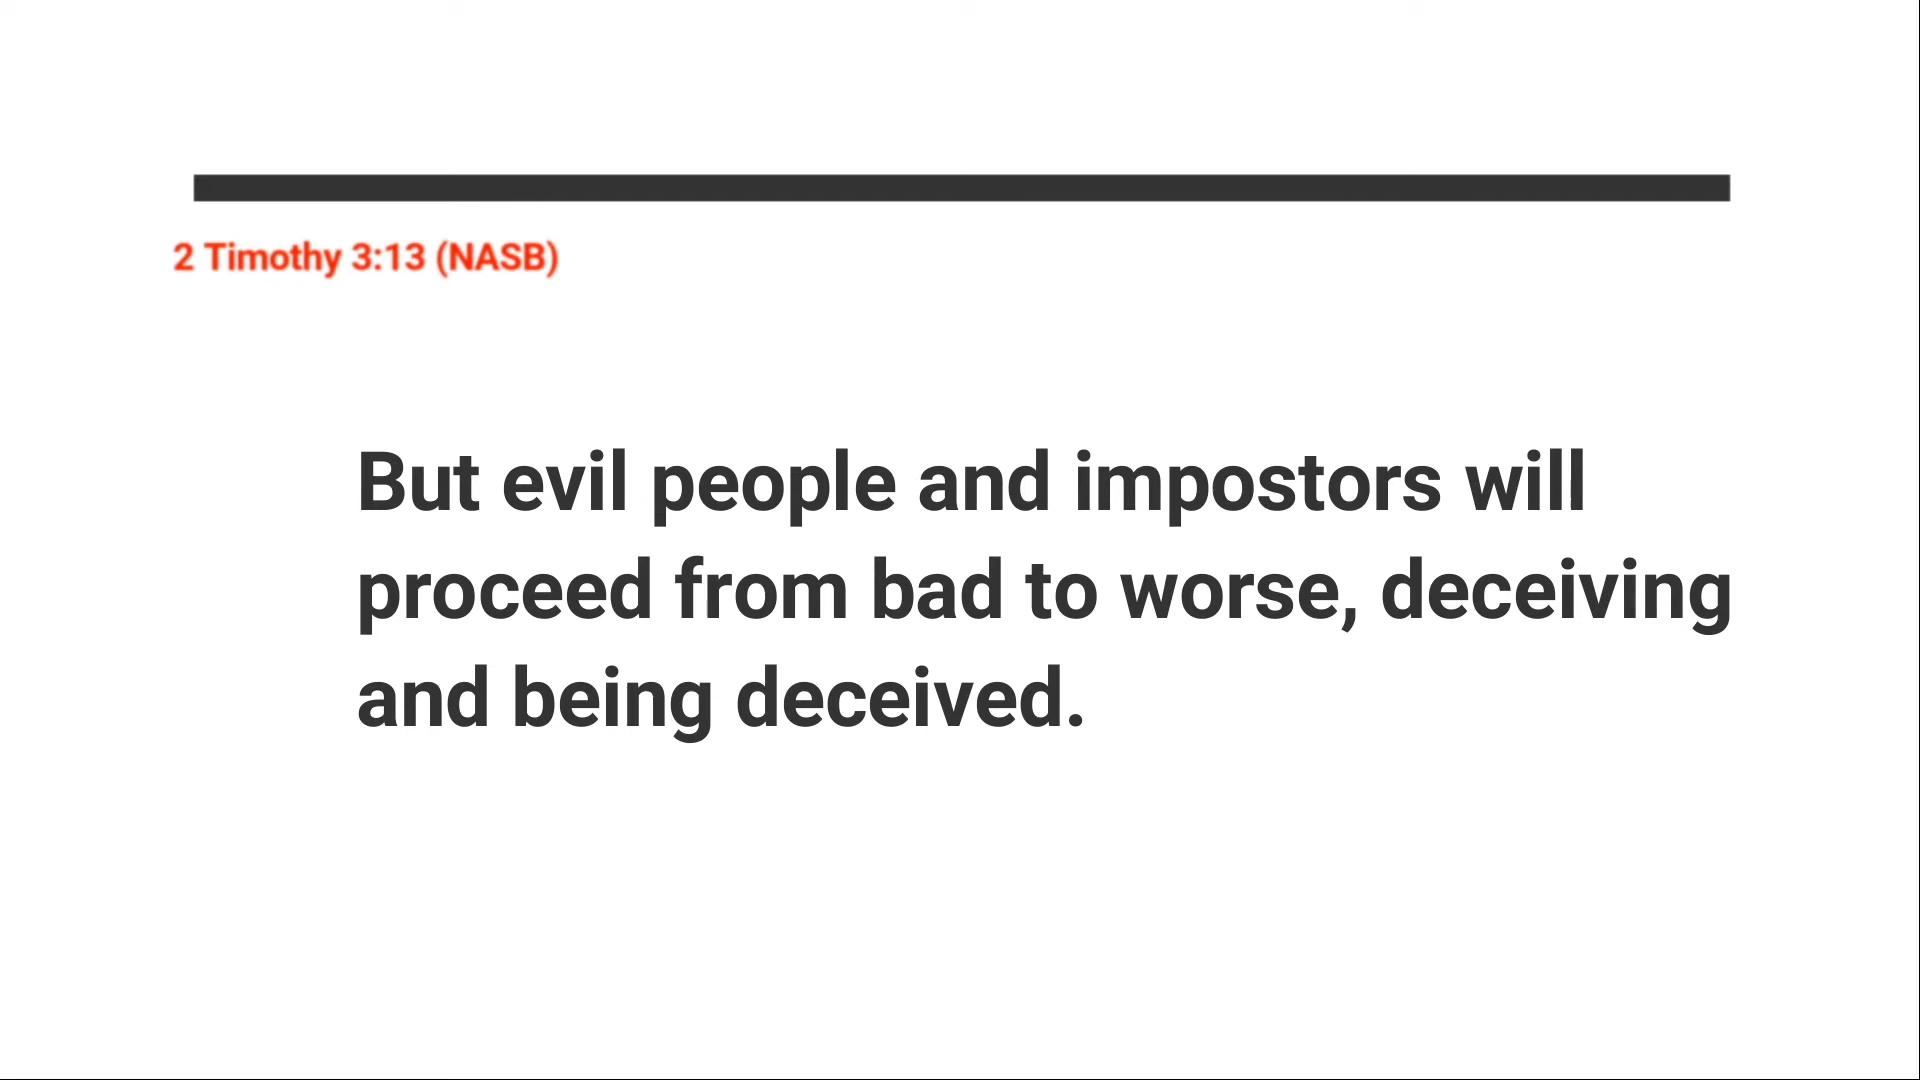 2 Timothy 3:13 (NASB)
But evil people and impostors will
proceed from bad to worse, deceiving
and being deceived.